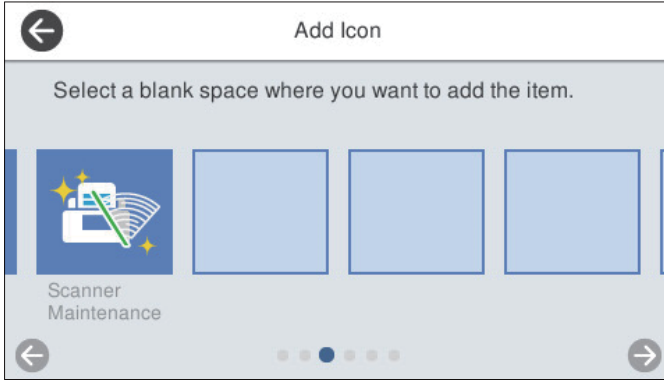 Add Icon
Select a blank space where you want to add the item.
Scanner
Maintenance